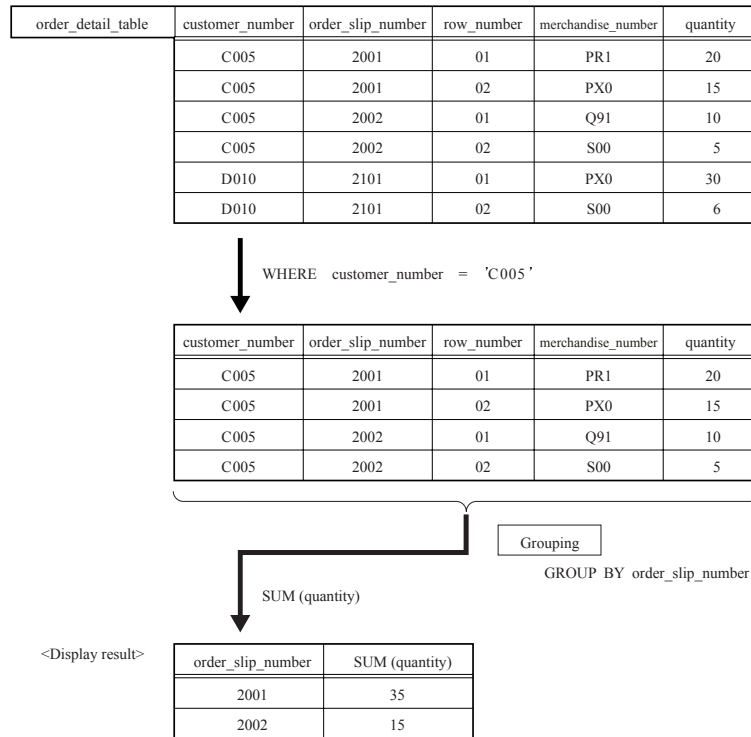 order_detail_table customer_number order_slip_number row_number merchandise_number quantity
C005 2001 01 PR1 20
C005 2001 02 PX0 15
C005 2002 01 Q91 10
C005 2002 02 S00 5
D010 2101 01 PX0 30
D010 2101 02 S00 6
WHERE customer_number = 'C005'
customer_number order_slip_number row_number merchandise_number quantity
C005 2001 01 PR1 20
C005 2001 02 PX0 15
C005 2002 01 Q91 10
C005 2002 02 S00 5
Grouping
GROUP BY order_slip_number
SUM (quantity)
<Display result>
order_slip_number SUM (quantity)
2001 35
2002 15